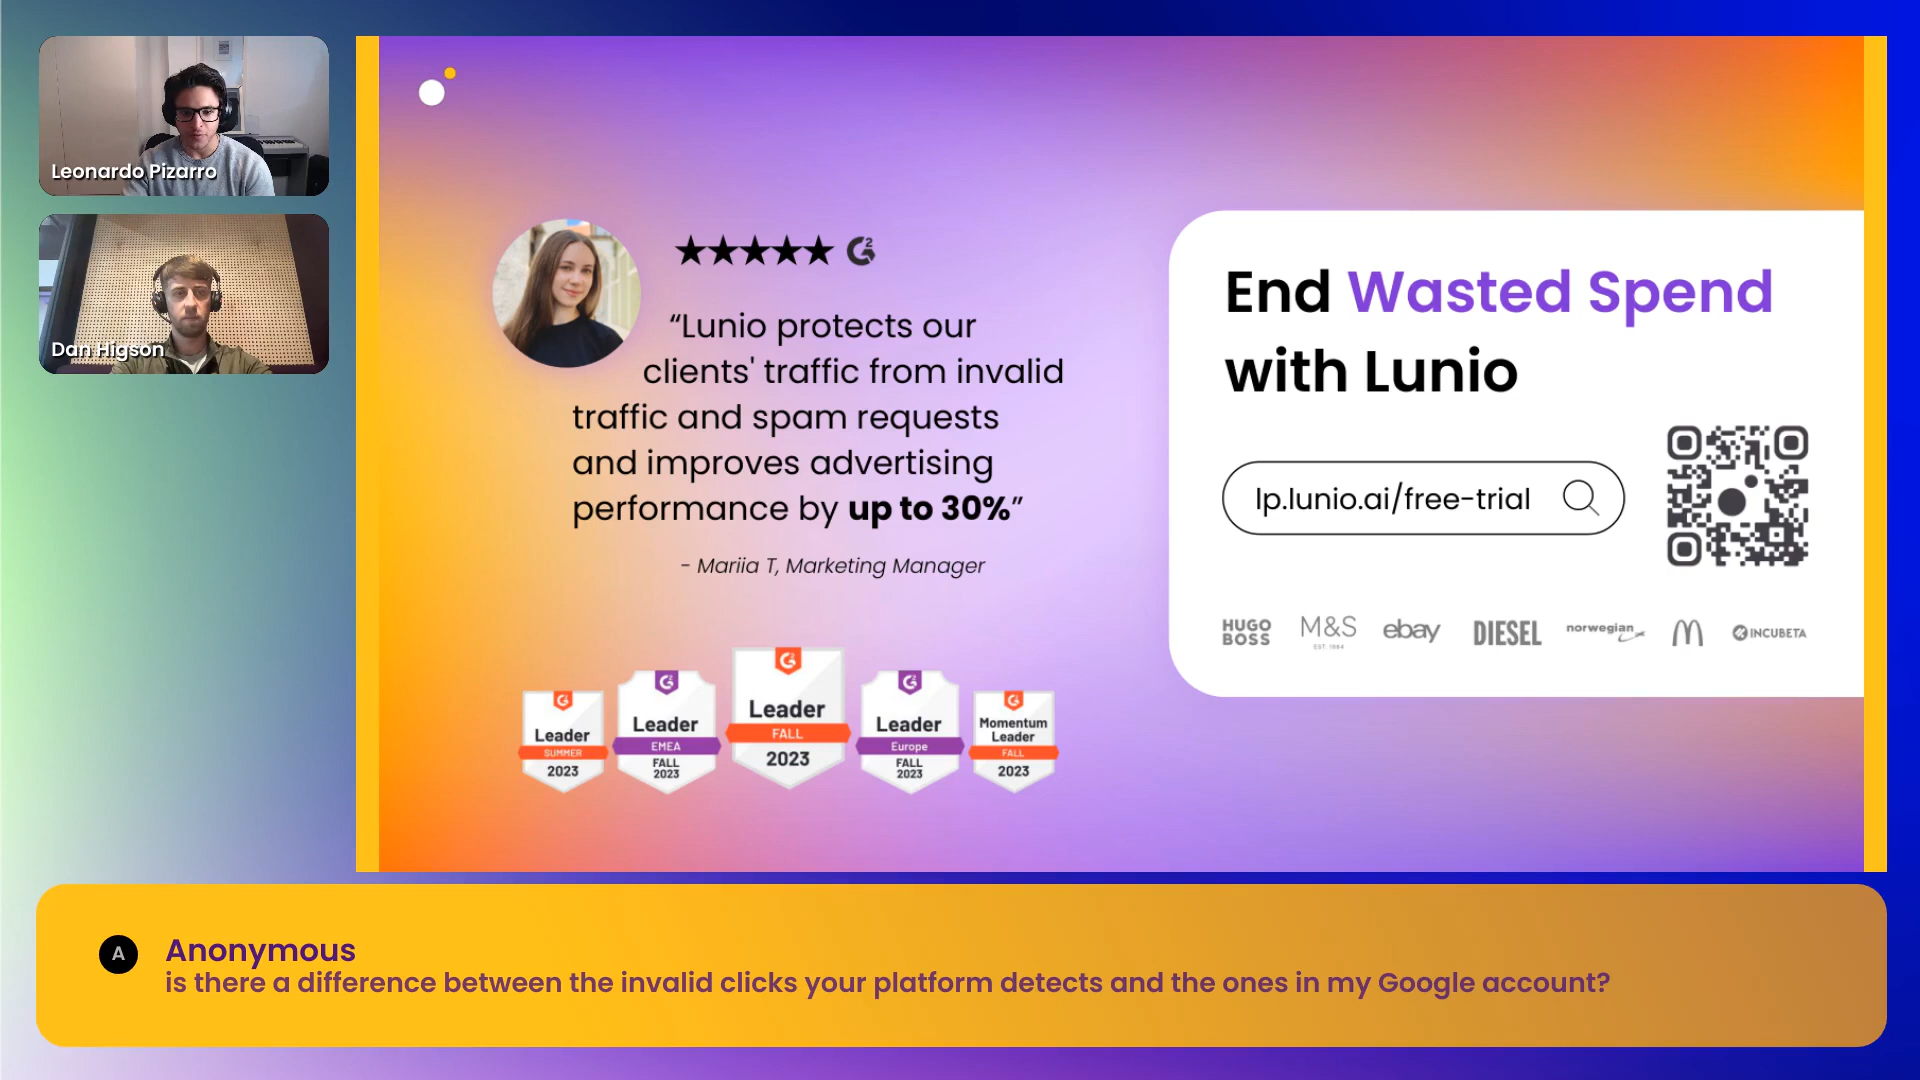 Leonardo Pizarro
Dan Higson
“Lunio protects our
clients' traffic from invalid
traffic and spam requests
and improves advertising
performance by up to 30%”
- Mariia T, Marketing Manager
Leader
SUMMER
2023
Leader
EMEA
FALL
2023
Leader
FALL
2023
Leader
Europe
FALL
2023
Momentum
Leader
FALL
2023
End Wasted Spend
with Lunio
lp.lunio.ai/free-trial
HUGO
BOSS
M&S
EST. 1884
ebay
DIESEL
norwegian
INCUBETA
A
Anonymous
is there a difference between the invalid clicks your platform detects and the ones in my Google account?